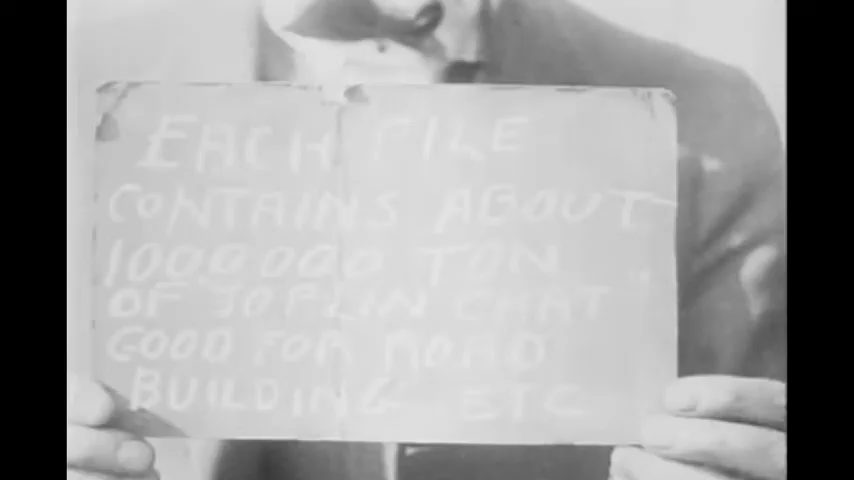 EACH PILE
CONTAINS ABOUT
1000000 TON
OF JOPLIN CHAT
GOOD FOR ROAD
BUILDING ETC